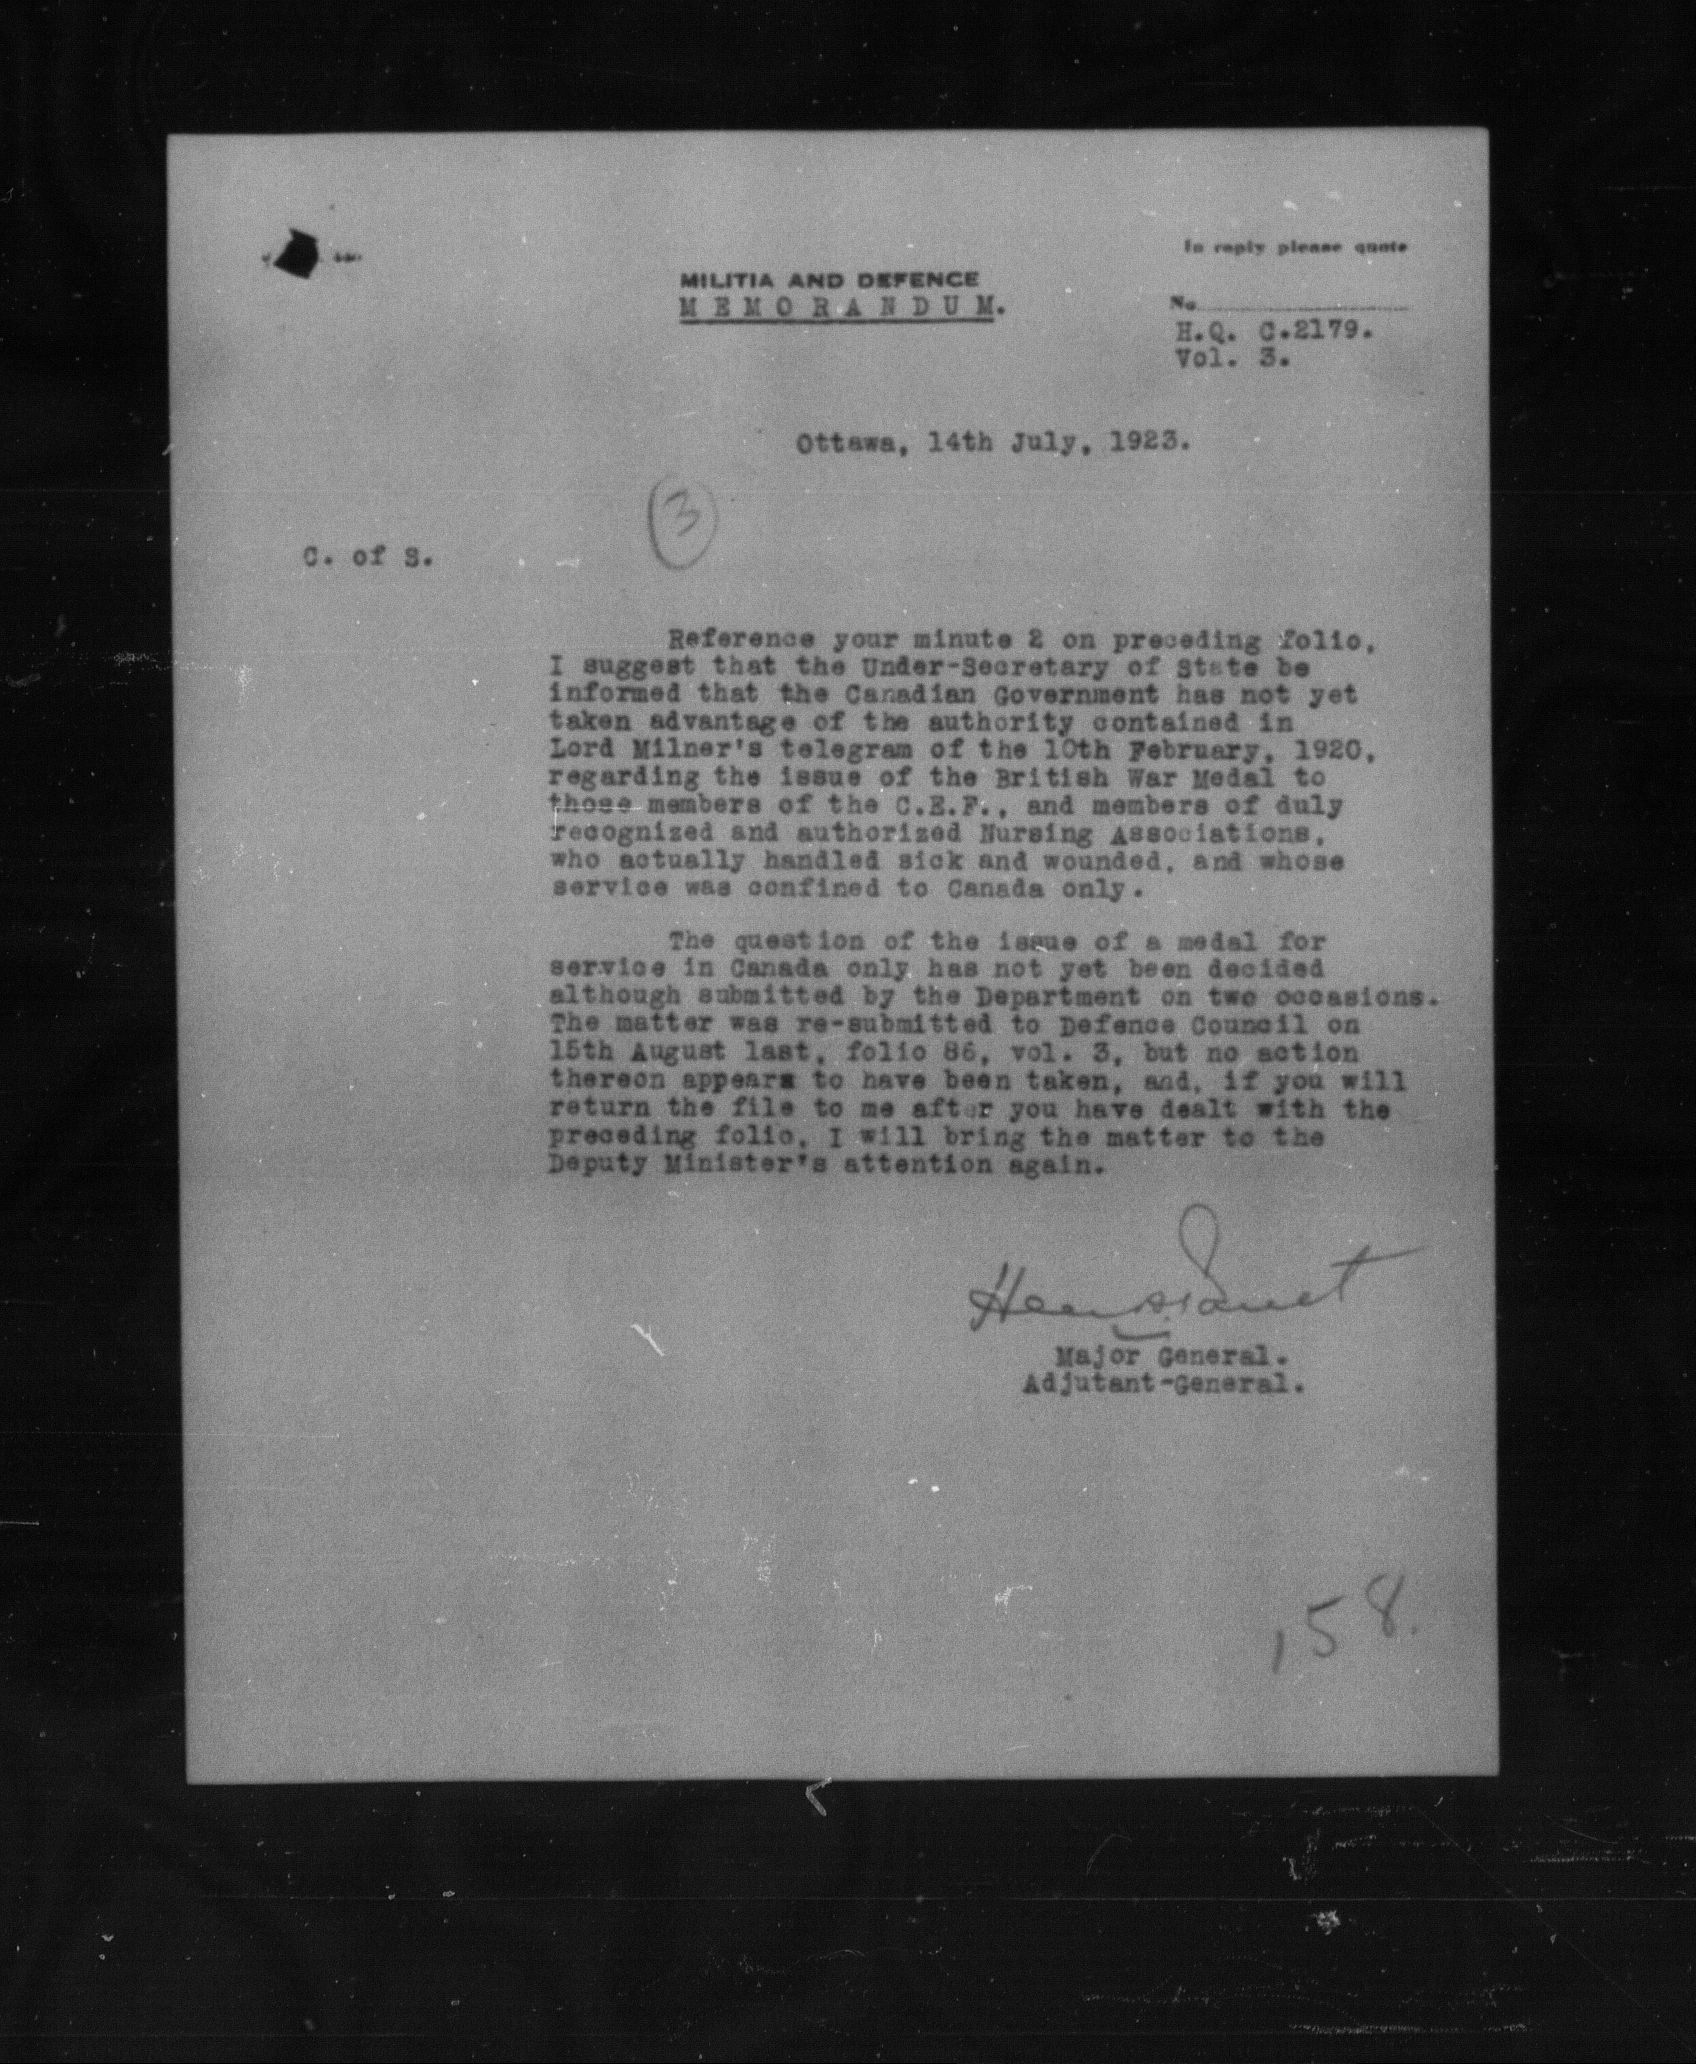 In reply please quote
MILITIA AND DEFENCE
MEMORANDUM.
No
H.Q. C.2179.
Vol. 3.
Ottawa, 14th July, 1923.
3
C. of S.
Reference your minute 2 on preceding folio,
I suggest that the Under-Secretary of State be
informed that the Canadian Government has not yet
taken advantage of the authority contained in
Lord Milner's telegram of the 10th February, 1920,
regarding the issue of the British War Medal to
those members of the C.E.F., and members of duly
recognized and authorized Nursing Associations,
who actually handled sick and wounded, and whose
service was confined to Canada only.
The question of the issue of a medal for
service in Canada only has not yet been decided
although submitted by the Department on two occasions.
The matter was re-submitted to Defence Council on
15th August last, folio 86, vol. 3, but no action
thereon appears to have been taken, and, if you will
return the file to me after you have dealt with the
preceding folio, I will bring the matter to the
Deputy Minister's attention again.
Major General.
Adjutant-General.
158.